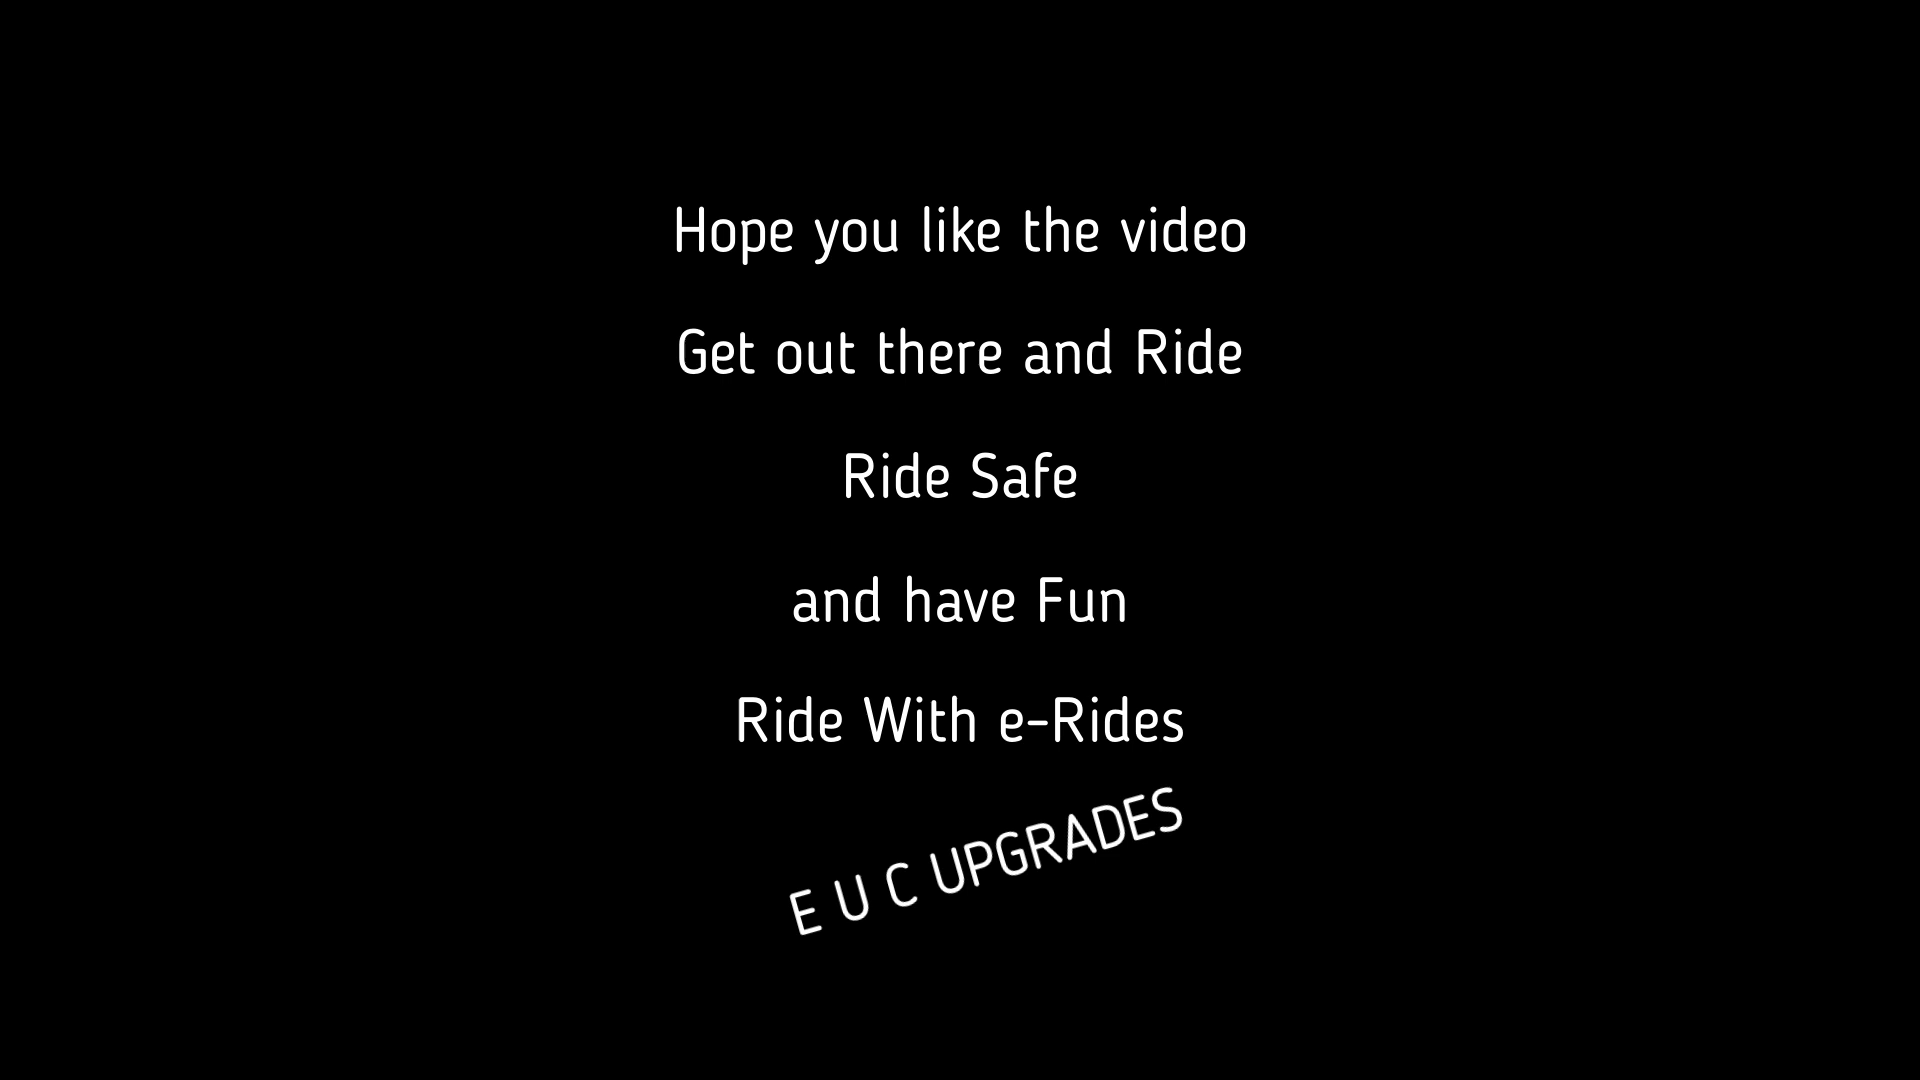 Hope you like the video
Get out there and Ride
Ride Safe
and have Fun
Ride With e-Rides
E U C UPGRADES